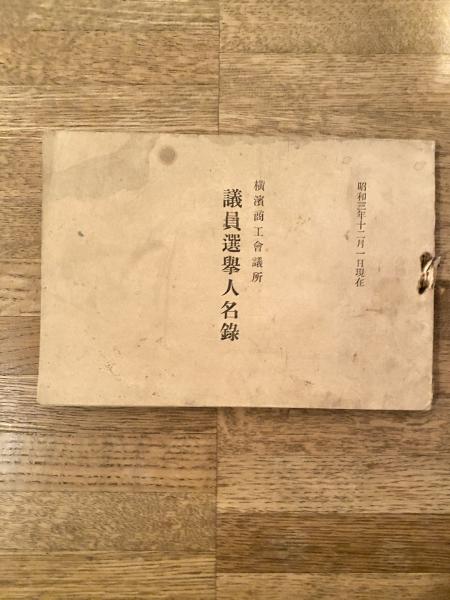 昭和三年十二月一日現在
横濱商工會議所
議員選擧人名錄